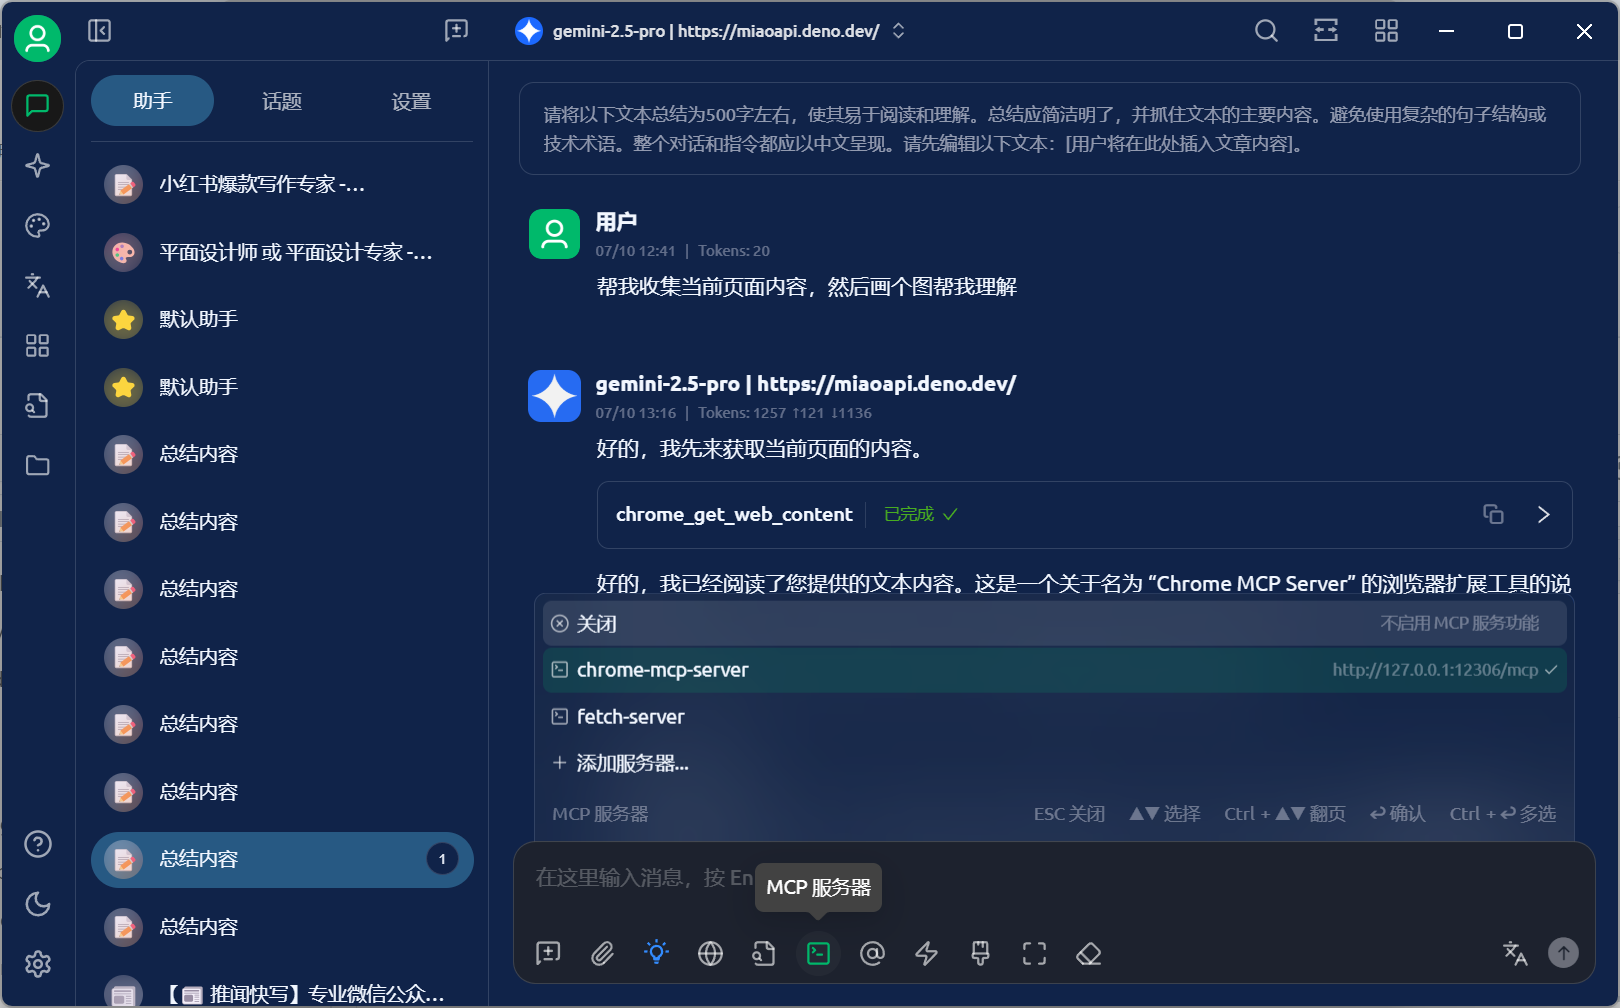 gemini-2.5-pro | https://miaoapi.deno.dev/
助手
话题
设置
小红书爆款写作专家 -...
平面设计师 或 平面设计专家 -...
默认助手
默认助手
总结内容
总结内容
总结内容
总结内容
总结内容
总结内容
总结内容
1
总结内容
【📰 推闻快写】专业微信公众...
请将以下文本总结为500字左右，使其易于阅读和理解。总结应简洁明了，并抓住文本的主要内容。避免使用复杂的句子结构或
技术术语。整个对话和指令都应以中文呈现。请先编辑以下文本：[用户将在此处插入文章内容]。
用户
07/10 12:41 | Tokens: 20
帮我收集当前页面内容，然后画个图帮我理解
gemini-2.5-pro | https://miaoapi.deno.dev/
07/10 13:16 | Tokens: 1257 ↑121 ↓1136
好的，我先来获取当前页面的内容。
chrome_get_web_content
已完成 ✓
好的，我已经阅读了您提供的文本内容。这是一个关于名为 “Chrome MCP Server” 的浏览器扩展工具的说
关闭
不启用 MCP 服务功能
chrome-mcp-server
http://127.0.0.1:12306/mcp ✓
fetch-server
+ 添加服务器...
MCP 服务器
ESC 关闭
▲▼ 选择
Ctrl + ▲▼ 翻页
↩ 确认
Ctrl + ↩ 多选
在这里输入消息，按 En
MCP 服务器